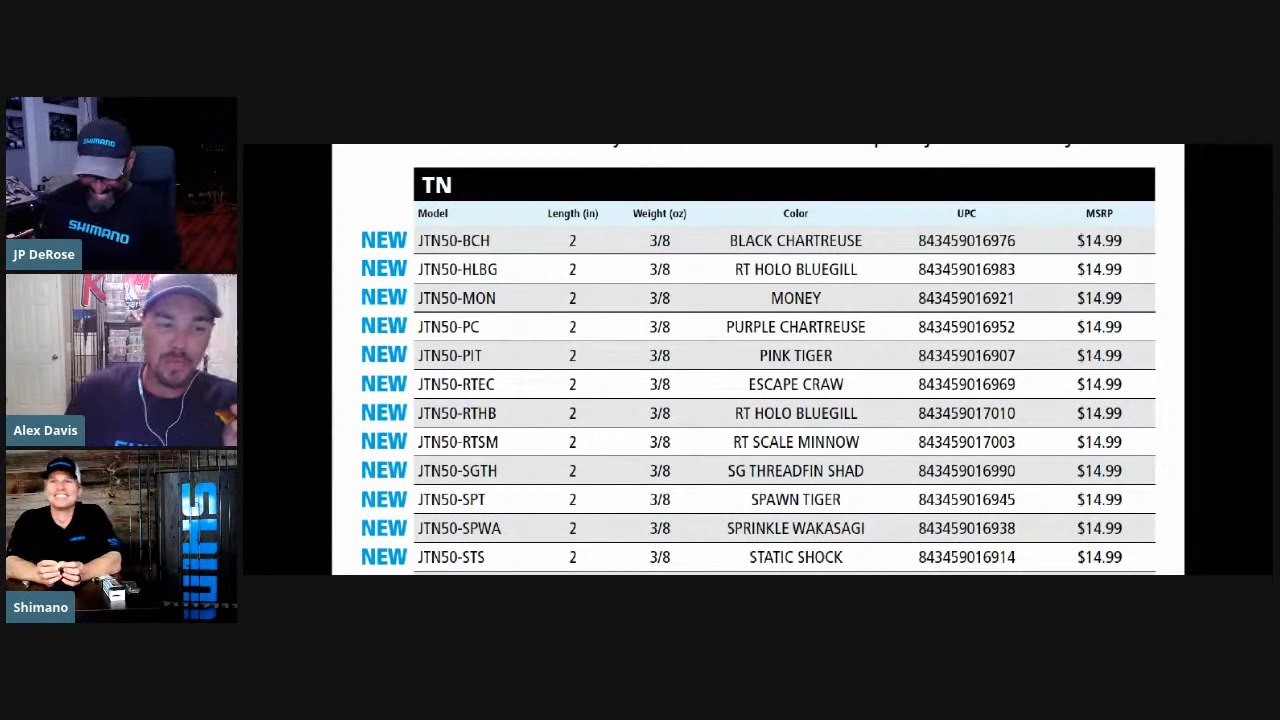 SHIMANO
SHIMANO
JP DeRose
Alex Davis
Shimano
TN
Model Length (in) Weight (oz) Color UPC MSRP
NEW JTN50-BCH 2 3/8 BLACK CHARTREUSE 843459016976 $14.99
NEW JTN50-HLBG 2 3/8 RT HOLO BLUEGILL 843459016983 $14.99
NEW JTN50-MON 2 3/8 MONEY 843459016921 $14.99
NEW JTN50-PC 2 3/8 PURPLE CHARTREUSE 843459016952 $14.99
NEW JTN50-PIT 2 3/8 PINK TIGER 843459016907 $14.99
NEW JTN50-RTEC 2 3/8 ESCAPE CRAW 843459016969 $14.99
NEW JTN50-RTHB 2 3/8 RT HOLO BLUEGILL 843459017010 $14.99
NEW JTN50-RTSM 2 3/8 RT SCALE MINNOW 843459017003 $14.99
NEW JTN50-SGTH 2 3/8 SG THREADFIN SHAD 843459016990 $14.99
NEW JTN50-SPT 2 3/8 SPAWN TIGER 843459016945 $14.99
NEW JTN50-SPWA 2 3/8 SPRINKLE WAKASAGI 843459016938 $14.99
NEW JTN50-STS 2 3/8 STATIC SHOCK 843459016914 $14.99